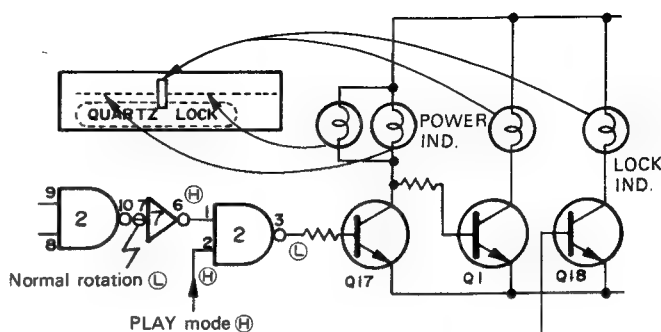 QUARTZ LOCK
POWER
IND.
LOCK
IND.
9
8
2
10
7
7
6
Ⓗ
1
2
2
3
Ⓛ
Ⓗ
Q17
Q1
Q18
Normal rotation Ⓛ
PLAY mode Ⓗ